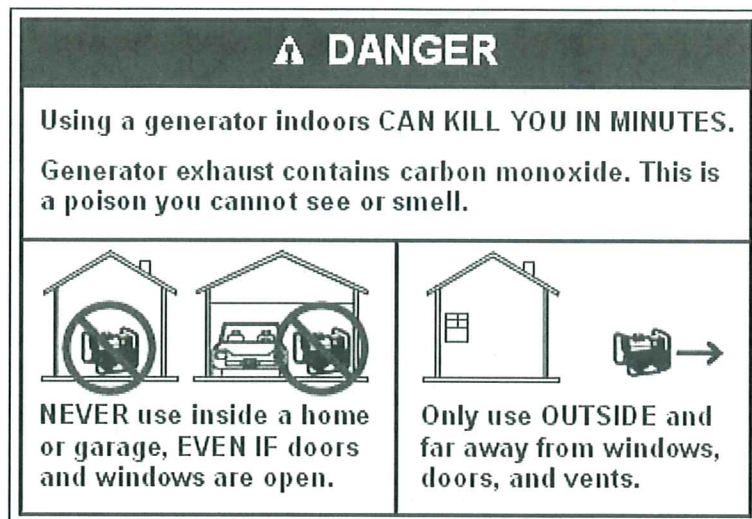 ⚠ DANGER
Using a generator indoors CAN KILL YOU IN MINUTES.
Generator exhaust contains carbon monoxide. This is
a poison you cannot see or smell.
NEVER use inside a home
or garage, EVEN IF doors
and windows are open.
Only use OUTSIDE and
far away from windows,
doors, and vents.